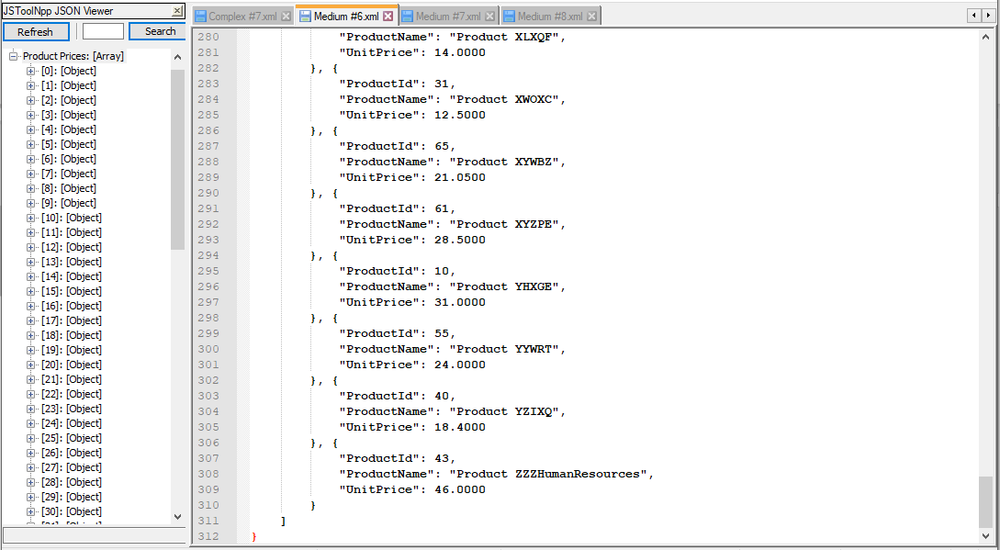 JSToolNpp JSON Viewer
Refresh
Search
Product Prices: [Array]
[0]: [Object]
[1]: [Object]
[2]: [Object]
[3]: [Object]
[4]: [Object]
[5]: [Object]
[6]: [Object]
[7]: [Object]
[8]: [Object]
[9]: [Object]
[10]: [Object]
[11]: [Object]
[12]: [Object]
[13]: [Object]
[14]: [Object]
[15]: [Object]
[16]: [Object]
[17]: [Object]
[18]: [Object]
[19]: [Object]
[20]: [Object]
[21]: [Object]
[22]: [Object]
[23]: [Object]
[24]: [Object]
[25]: [Object]
[26]: [Object]
[27]: [Object]
[28]: [Object]
[29]: [Object]
[30]: [Object]
Complex #7.xml Medium #6.xml Medium #7.xml Medium #8.xml
280 "ProductName": "Product XLXQF",
281 "UnitPrice": 14.0000
282 }, {
283 "ProductId": 31,
284 "ProductName": "Product XWOXC",
285 "UnitPrice": 12.5000
286 }, {
287 "ProductId": 65,
288 "ProductName": "Product XYWBZ",
289 "UnitPrice": 21.0500
290 }, {
291 "ProductId": 61,
292 "ProductName": "Product XYZPE",
293 "UnitPrice": 28.5000
294 }, {
295 "ProductId": 10,
296 "ProductName": "Product YHXGE",
297 "UnitPrice": 31.0000
298 }, {
299 "ProductId": 55,
300 "ProductName": "Product YYWRT",
301 "UnitPrice": 24.0000
302 }, {
303 "ProductId": 40,
304 "ProductName": "Product YZIXQ",
305 "UnitPrice": 18.4000
306 }, {
307 "ProductId": 43,
308 "ProductName": "Product ZZZHumanResources",
309 "UnitPrice": 46.0000
310 }
311 ]
312 }